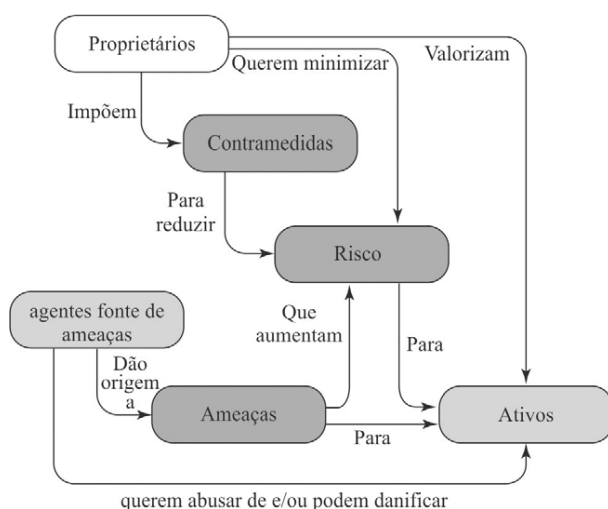 Proprietários
Valorizam
Querem minimizar
Impõem
Contramedidas
Para
reduzir
Risco
agentes fonte de
ameaças
Que
aumentam
Para
Dão
origem
a
Ameaças
Para
Ativos
querem abusar de e/ou podem danificar